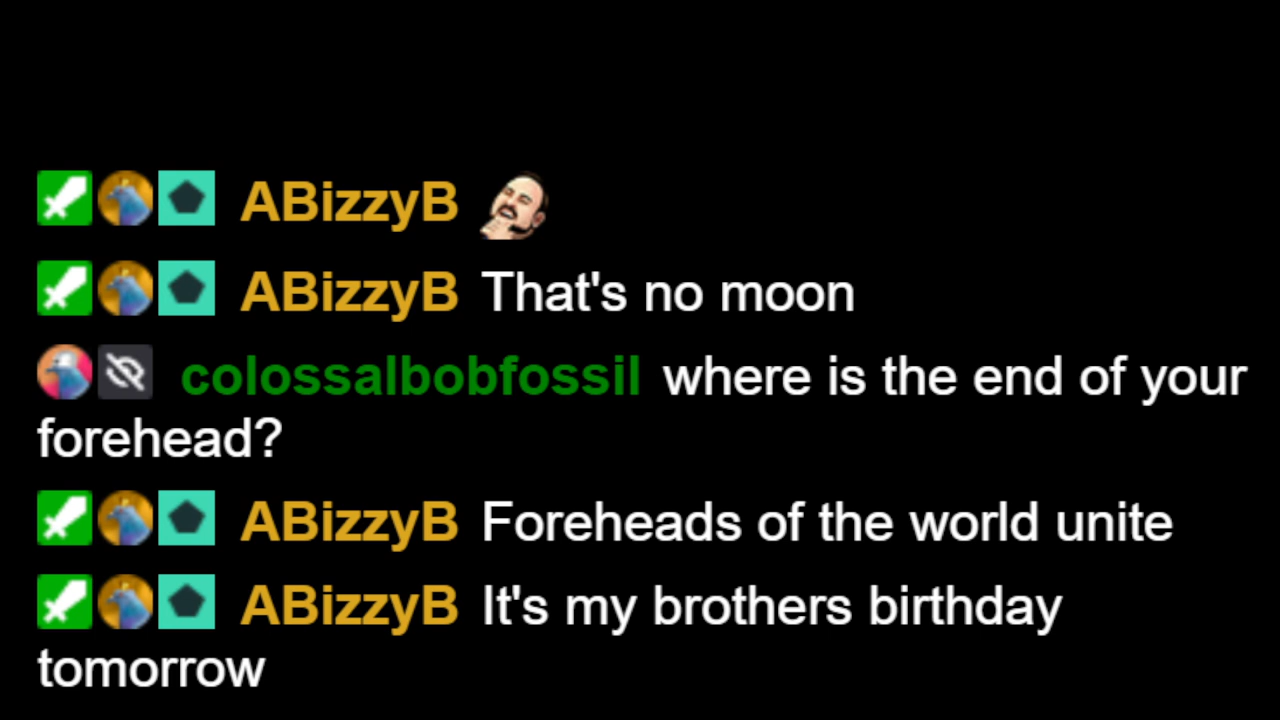 ABizzyB
ABizzyB That's no moon
colossalbobfossil where is the end of your
forehead?
ABizzyB Foreheads of the world unite
ABizzyB It's my brothers birthday
tomorrow